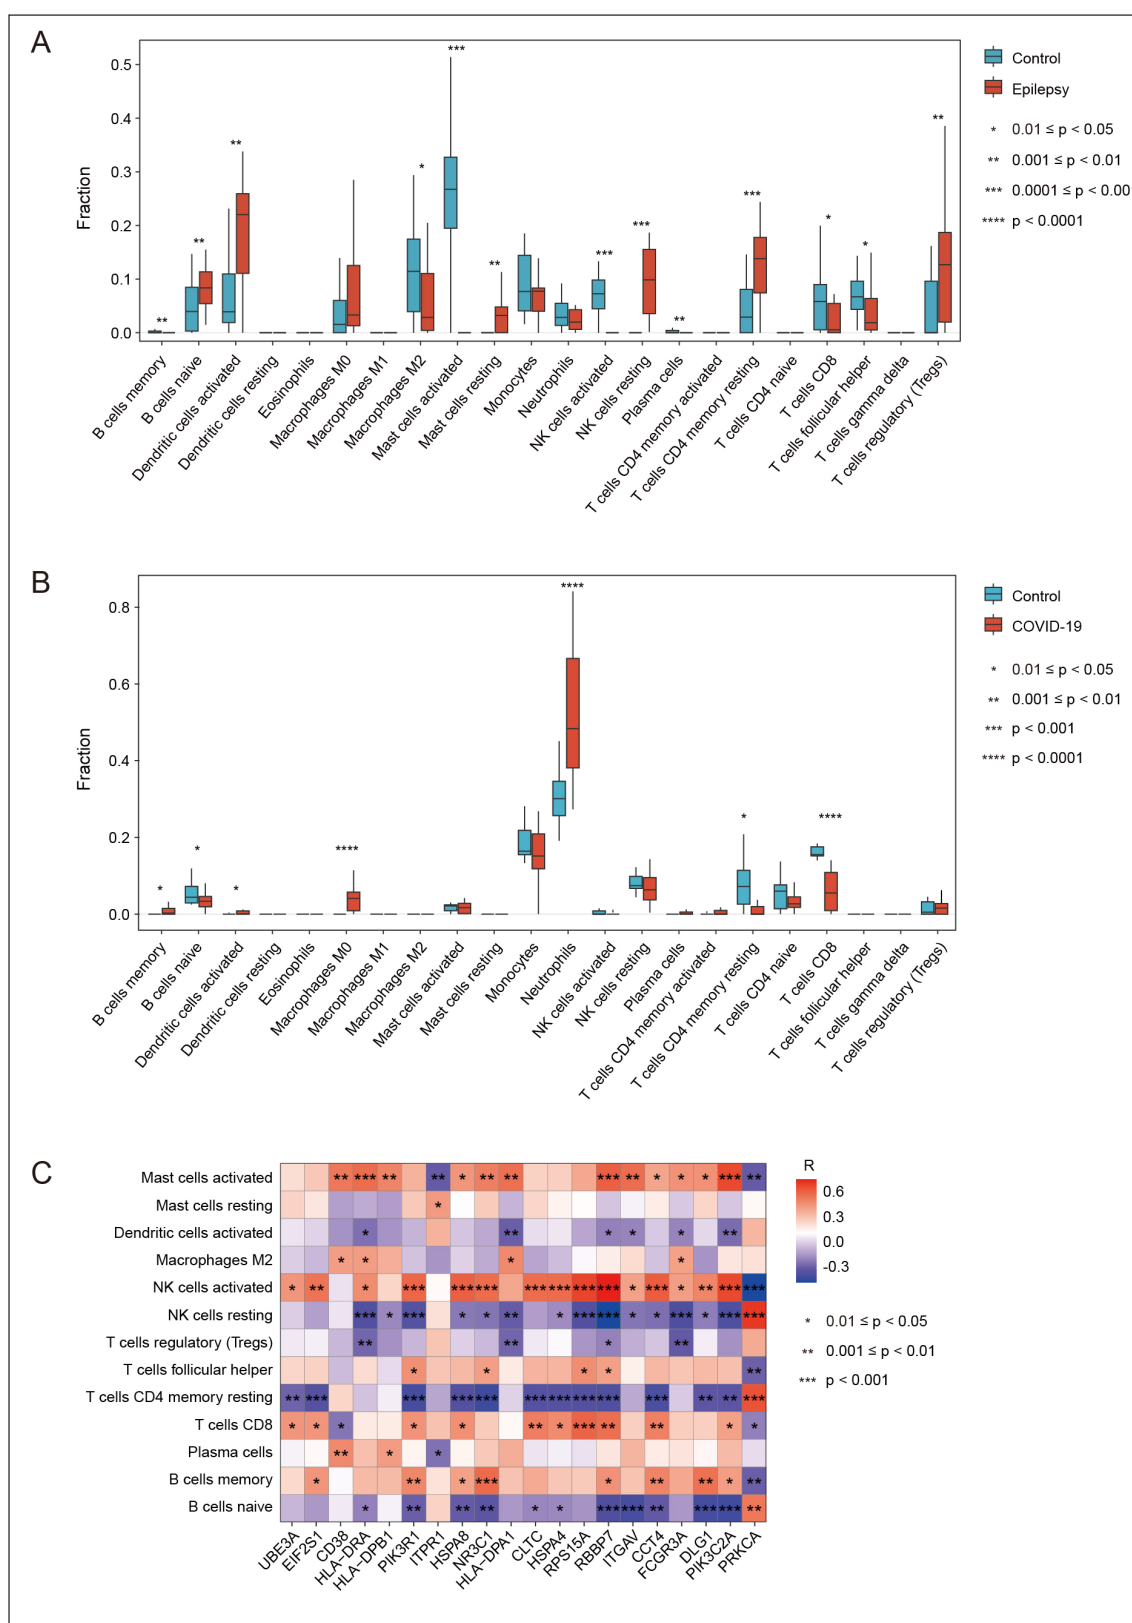 A
Control
Epilepsy
* 0.01 ≤ p < 0.05
** 0.001 ≤ p < 0.01
*** 0.0001 ≤ p < 0.001
**** p < 0.0001
Fraction
0.5
0.4
0.3
0.2
0.1
0.0
** ** ** * *** ** *** *** ** *** * * **
B cells memory
B cells naive
Dendritic cells activated
Dendritic cells resting
Eosinophils
Macrophages M0
Macrophages M1
Macrophages M2
Mast cells activated
Mast cells resting
Monocytes
Neutrophils
NK cells activated
NK cells resting
Plasma cells
T cells CD4 memory activated
T cells CD4 memory resting
T cells CD4 naive
T cells CD8
T cells follicular helper
T cells gamma delta
T cells regulatory (Tregs)
B
Control
COVID-19
* 0.01 ≤ p < 0.05
** 0.001 ≤ p < 0.01
*** p < 0.001
**** p < 0.0001
Fraction
0.8
0.6
0.4
0.2
0.0
* * * **** **** * ****
B cells memory
B cells naive
Dendritic cells activated
Dendritic cells resting
Eosinophils
Macrophages M0
Macrophages M1
Macrophages M2
Mast cells activated
Mast cells resting
Monocytes
Neutrophils
NK cells activated
NK cells resting
Plasma cells
T cells CD4 memory activated
T cells CD4 memory resting
T cells CD4 naive
T cells CD8
T cells follicular helper
T cells gamma delta
T cells regulatory (Tregs)
C
Mast cells activated ** *** ** ** * ** ** *** ** * * * *** **
Mast cells resting *
Dendritic cells activated * ** * * * **
Macrophages M2 * * * *
NK cells activated * ** * *** *** *** *** *** *** *** * *** * ** *** ***
NK cells resting *** * *** * * ** * *** *** * * *** * *** ***
T cells regulatory (Tregs) ** ** * **
T cells follicular helper * * * * **
T cells CD4 memory resting ** *** *** *** *** *** *** *** *** *** ** ** ***
T cells CD8 * * * * * ** * *** ** ** * *
Plasma cells ** * *
B cells memory * ** * *** * ** ** * **
B cells naive * ** ** ** * * *** *** ** *** *** **
UBE3A
EIF2S1
CD38
HLA-DRA
HLA-DPB1
PIK3R1
ITPR1
HSPA8
NR3C1
HLA-DPA1
CLTC
HSPA4
RPS15A
RBBP7
ITGAV
CCT4
FCGR3A
DLG1
PIK3C2A
PRKCA
R
0.6
0.3
0.0
-0.3
* 0.01 ≤ p < 0.05
** 0.001 ≤ p < 0.01
*** p < 0.001